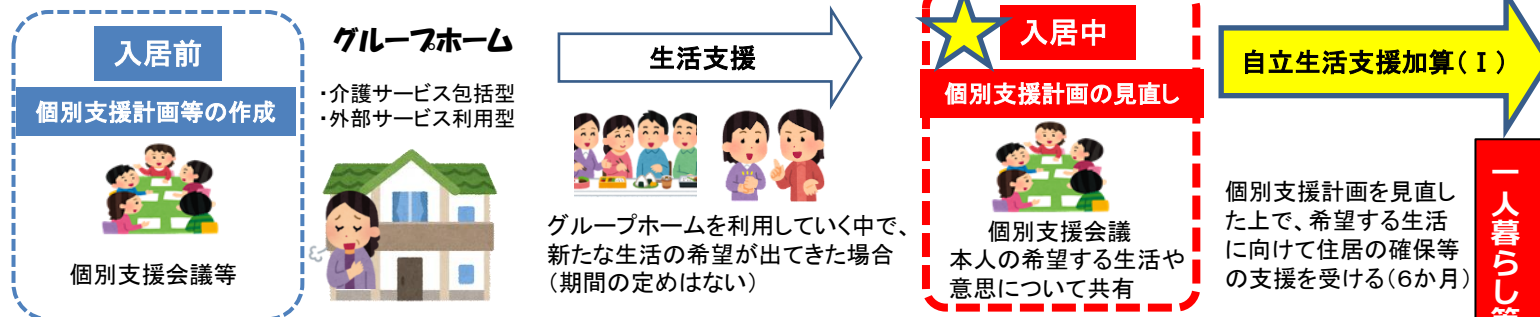 入居前
個別支援計画等の作成
個別支援会議等
グループホーム
・介護サービス包括型
・外部サービス利用型
生活支援
グループホームを利用していく中で、
新たな生活の希望が出てきた場合
（期間の定めはない）
入居中
個別支援計画の見直し
個別支援会議
本人の希望する生活や
意思について共有
自立生活支援加算（Ⅰ）
個別支援計画を見直し
た上で、希望する生活
に向けて住居の確保等
の支援を受ける（6か月）
一人暮らし等